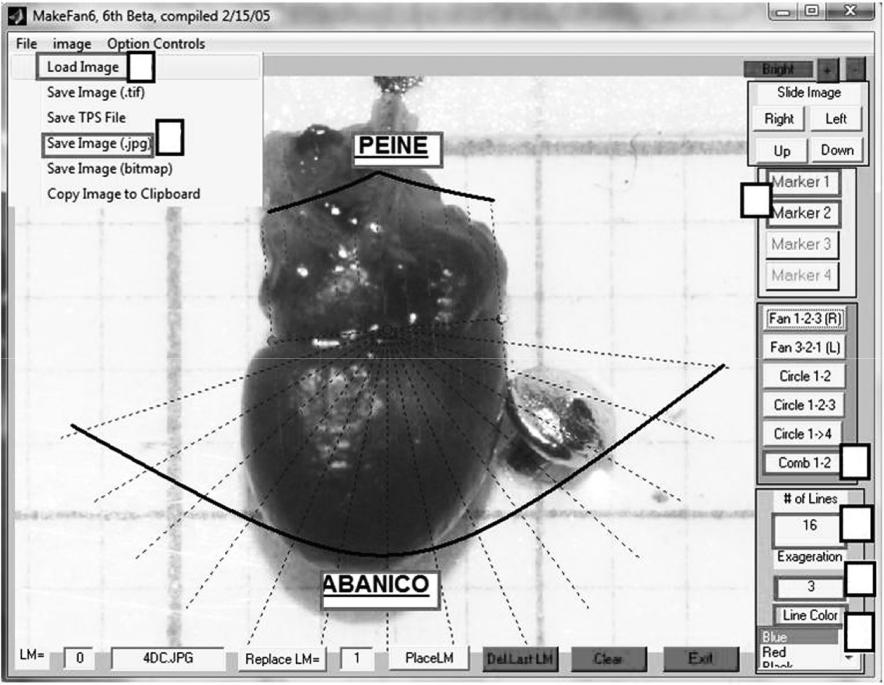 MakeFan6, 6th Beta, compiled 2/15/05
File image Option Controls
Load Image
Save Image (.tif)
Save TPS File
Save Image (.jpg)
Save Image (bitmap)
Copy Image to Clipboard
PEINE
ABANICO
Bright + -
Slide Image
Right Left
Up Down
Marker 1
Marker 2
Marker 3
Marker 4
Fan 1-2-3 (R)
Fan 3-2-1 (L)
Circle 1-2
Circle 1-2-3
Circle 1->4
Comb 1-2
# of Lines
16
Exageration
3
Line Color
Blue
Red
Black
LM= 0 4DC.JPG Replace LM= 1 PlaceLM Del.Last LM Clear Exit